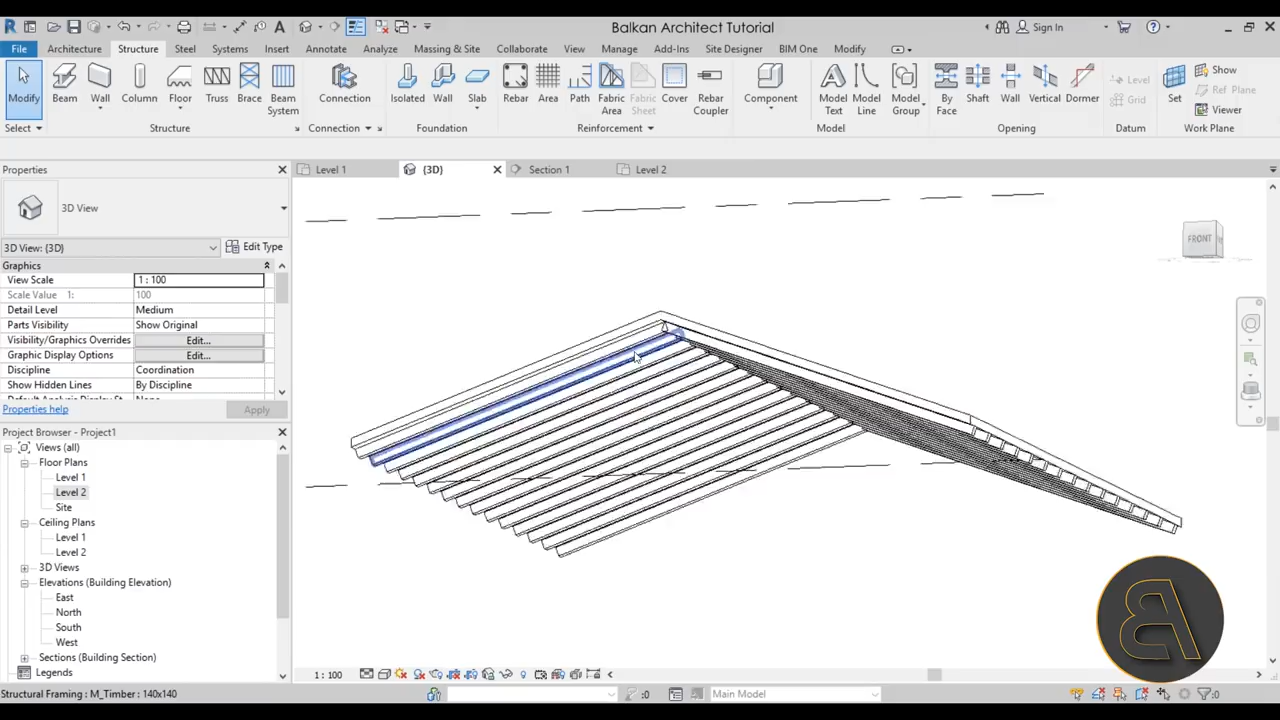 Balkan Architect Tutorial
Sign In
File Architecture Structure Steel Systems Insert Annotate Analyze Massing & Site Collaborate View Manage Add-Ins Site Designer BIM One Modify
Modify Beam Wall Column Floor Truss Brace Beam System Connection Isolated Wall Slab Rebar Area Path Fabric Area Fabric Sheet Cover Rebar Coupler Component Model Text Model Line Model Group By Face Shaft Wall Vertical Dormer Level Grid Set Show Ref Plane Viewer
Select Structure Connection Foundation Reinforcement Model Opening Datum Work Plane
Properties
Level 1 {3D} Section 1 Level 2
3D View
3D View: {3D} Edit Type
Graphics
View Scale 1 : 100
Scale Value 1: 100
Detail Level Medium
Parts Visibility Show Original
Visibility/Graphics Overrides Edit...
Graphic Display Options Edit...
Discipline Coordination
Show Hidden Lines By Discipline
Default Analysis Display St... None
Properties help Apply
Project Browser - Project1
Views (all)
Floor Plans
Level 1
Level 2
Site
Ceiling Plans
Level 1
Level 2
3D Views
Elevations (Building Elevation)
East
North
South
West
Sections (Building Section)
Legends
FRONT
1 : 100
Structural Framing : M_Timber : 140x140
:0
Main Model
:0